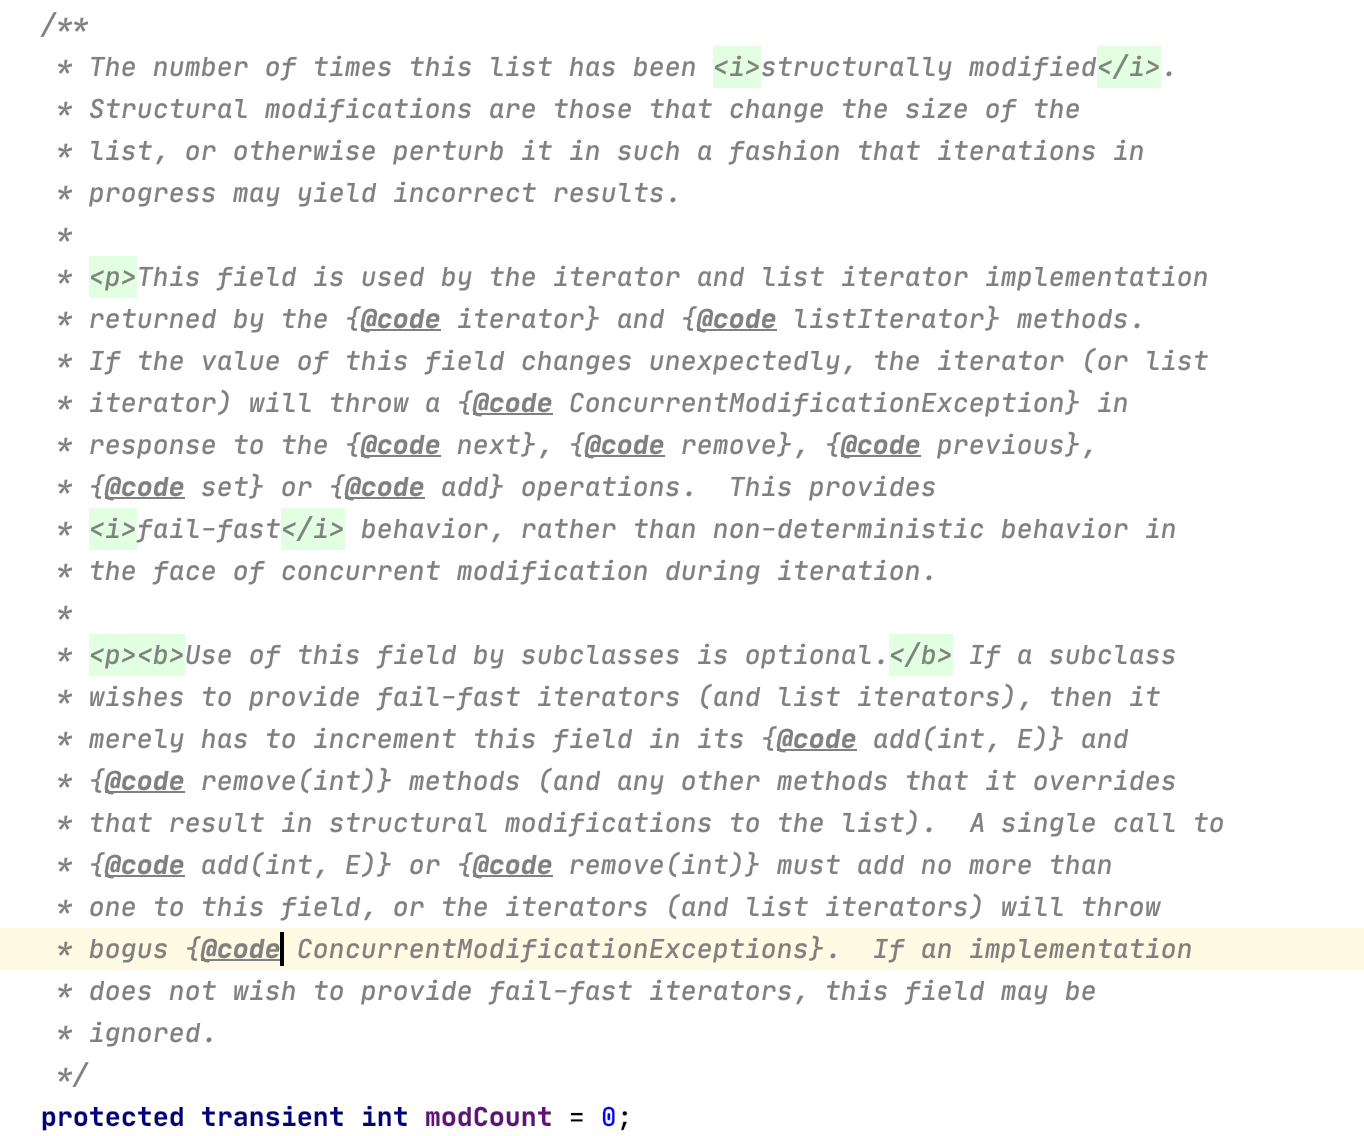 /**
 * The number of times this list has been <i>structurally modified</i>.
 * Structural modifications are those that change the size of the
 * list, or otherwise perturb it in such a fashion that iterations in
 * progress may yield incorrect results.
 *
 * <p>This field is used by the iterator and list iterator implementation
 * returned by the {@code iterator} and {@code listIterator} methods.
 * If the value of this field changes unexpectedly, the iterator (or list
 * iterator) will throw a {@code ConcurrentModificationException} in
 * response to the {@code next}, {@code remove}, {@code previous},
 * {@code set} or {@code add} operations.  This provides
 * <i>fail-fast</i> behavior, rather than non-deterministic behavior in
 * the face of concurrent modification during iteration.
 *
 * <p><b>Use of this field by subclasses is optional.</b> If a subclass
 * wishes to provide fail-fast iterators (and list iterators), then it
 * merely has to increment this field in its {@code add(int, E)} and
 * {@code remove(int)} methods (and any other methods that it overrides
 * that result in structural modifications to the list).  A single call to
 * {@code add(int, E)} or {@code remove(int)} must add no more than
 * one to this field, or the iterators (and list iterators) will throw
 * bogus {@code ConcurrentModificationExceptions}.  If an implementation
 * does not wish to provide fail-fast iterators, this field may be
 * ignored.
 */
protected transient int modCount = 0;